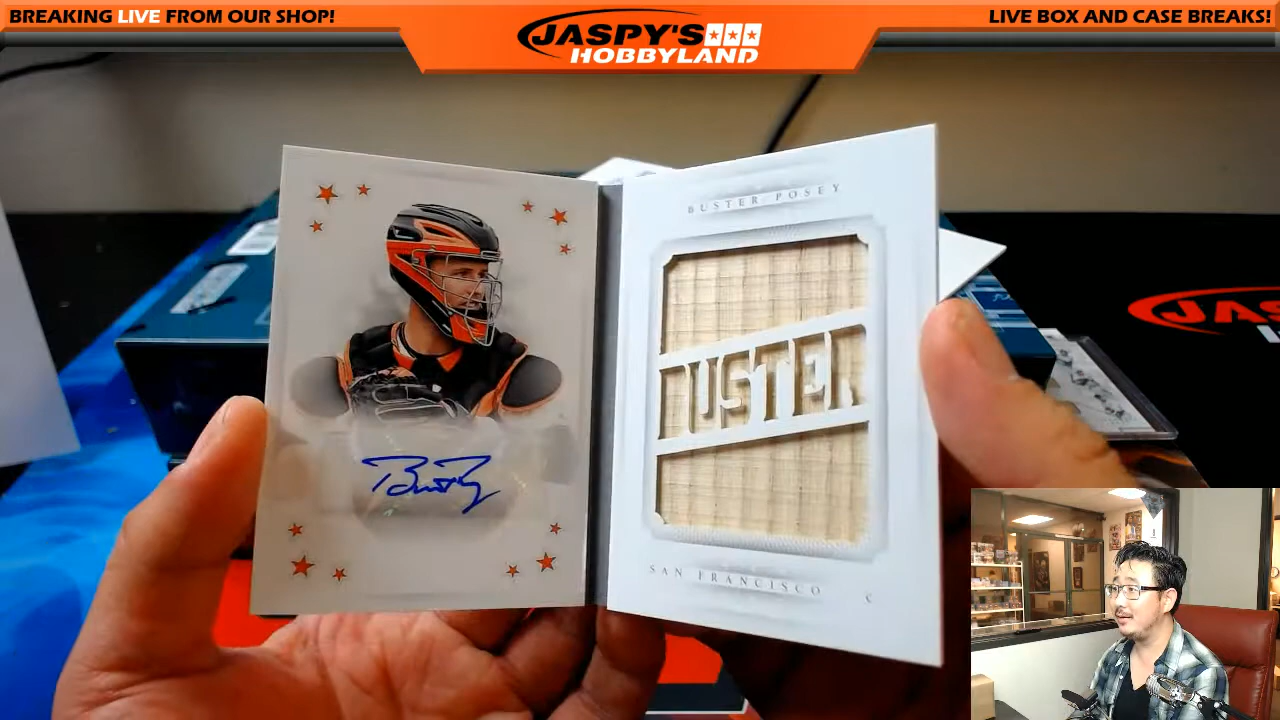 BREAKING LIVE FROM OUR SHOP!
JASPY'S
HOBBYLAND
LIVE BOX AND CASE BREAKS!
BUSTER POSEY
BUSTER
SAN FRANCISCO C